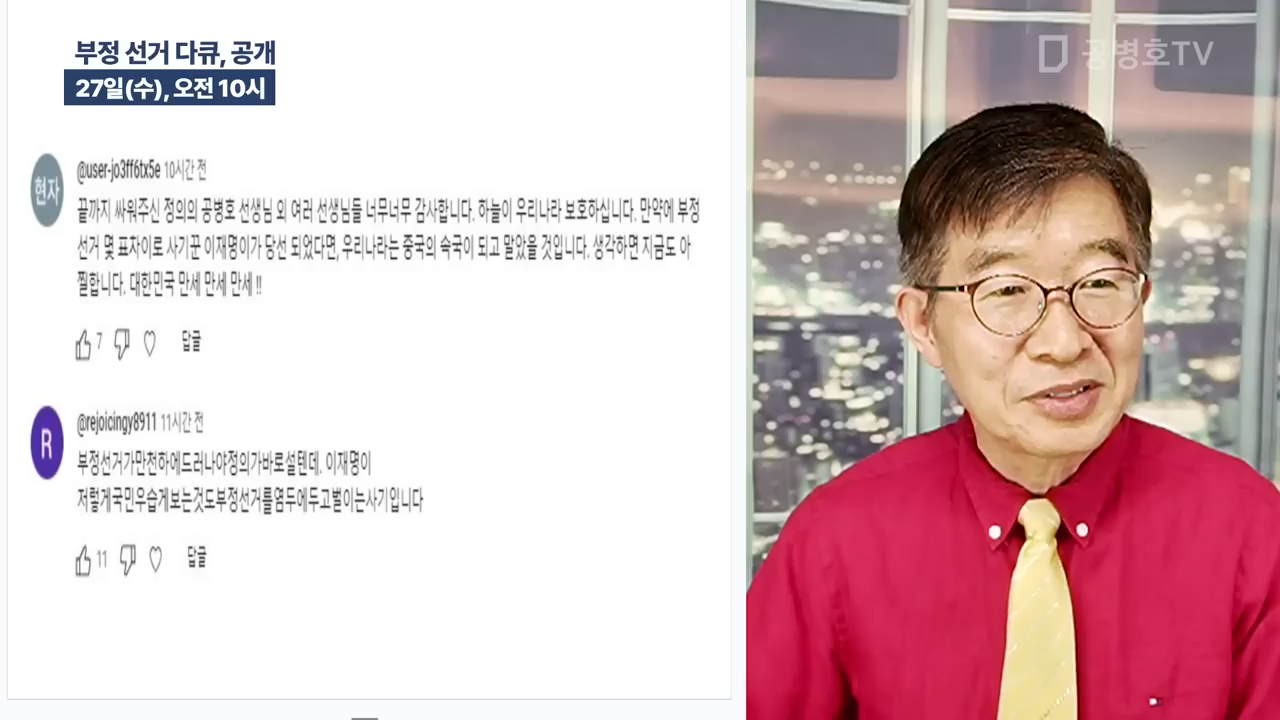 부정 선거 다큐, 공개
27일(수), 오전 10시
공병호TV
현자
@user-jo3ff6tx5e 10시간 전
끝까지 싸워주신 정의의 공병호 선생님 외 여러 선생님들 너무너무 감사합니다. 하늘이 우리나라 보호하십니다. 만약에 부정
선거 몇 표차이로 사기꾼 이재명이가 당선 되었다면, 우리나라는 중국의 속국이 되고 말았을 것입니다. 생각하면 지금도 아
찔합니다. 대한민국 만세 만세 만세 !!
7 답글
R
@rejoicingy8911 11시간 전
부정선거가만천하에드러나야정의가바로설텐데. 이재명이
저렇게국민우습게보는것도부정선거를염두에두고벌이는사기입니다
11 답글